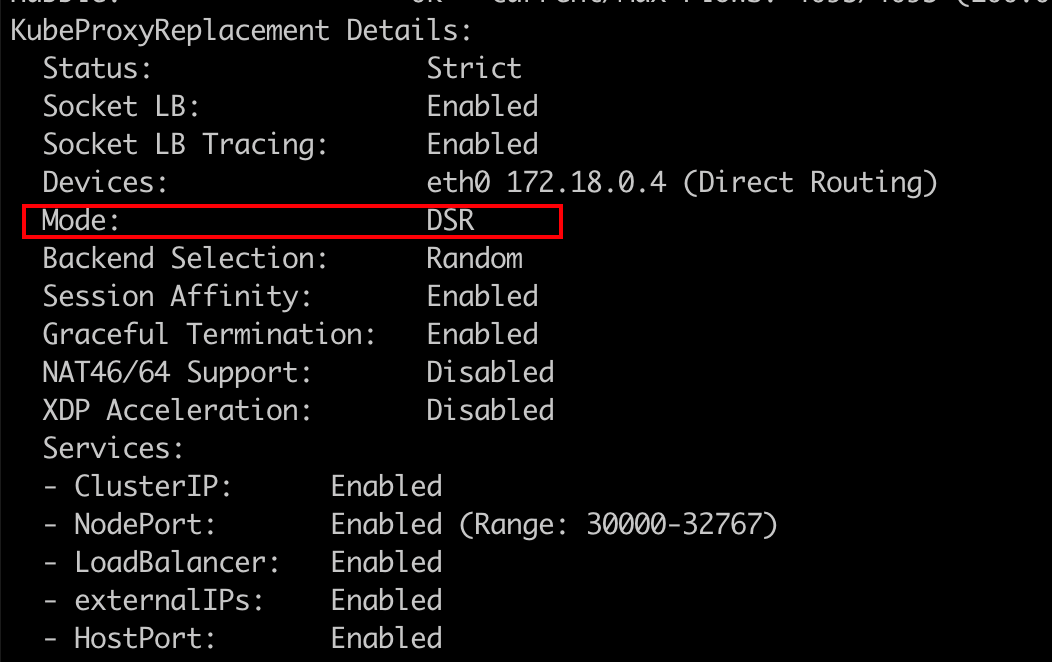 KubeProxyReplacement Details:
Status: Strict
Socket LB: Enabled
Socket LB Tracing: Enabled
Devices: eth0 172.18.0.4 (Direct Routing)
Mode: DSR
Backend Selection: Random
Session Affinity: Enabled
Graceful Termination: Enabled
NAT46/64 Support: Disabled
XDP Acceleration: Disabled
Services:
- ClusterIP: Enabled
- NodePort: Enabled (Range: 30000-32767)
- LoadBalancer: Enabled
- externalIPs: Enabled
- HostPort: Enabled